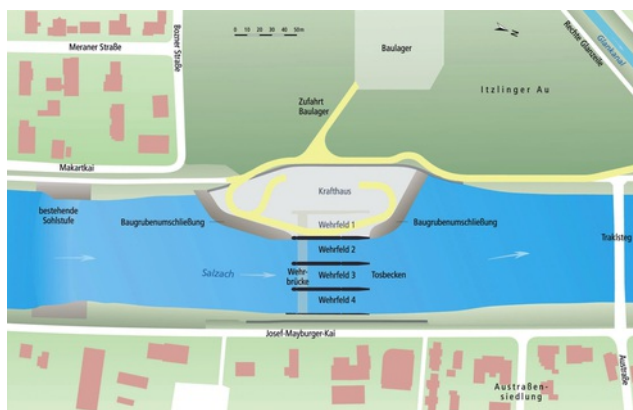 Meraner Straße
Bozner Straße
0 10 20 30 40 50m
Baulager
N
Rechte Glanzeile
Glankanal
Itzlinger Au
Zufahrt
Baulager
Makartkai
Krafthaus
bestehende
Sohlstufe
Baugrubenumschließung
Wehrfeld 1
Baugrubenumschließung
Traklsteg
Wehrfeld 2
Salzach
Wehr-
brücke
Wehrfeld 3
Tosbecken
Wehrfeld 4
Josef-Mayburger-Kai
Austraßen-
siedlung
Austraße